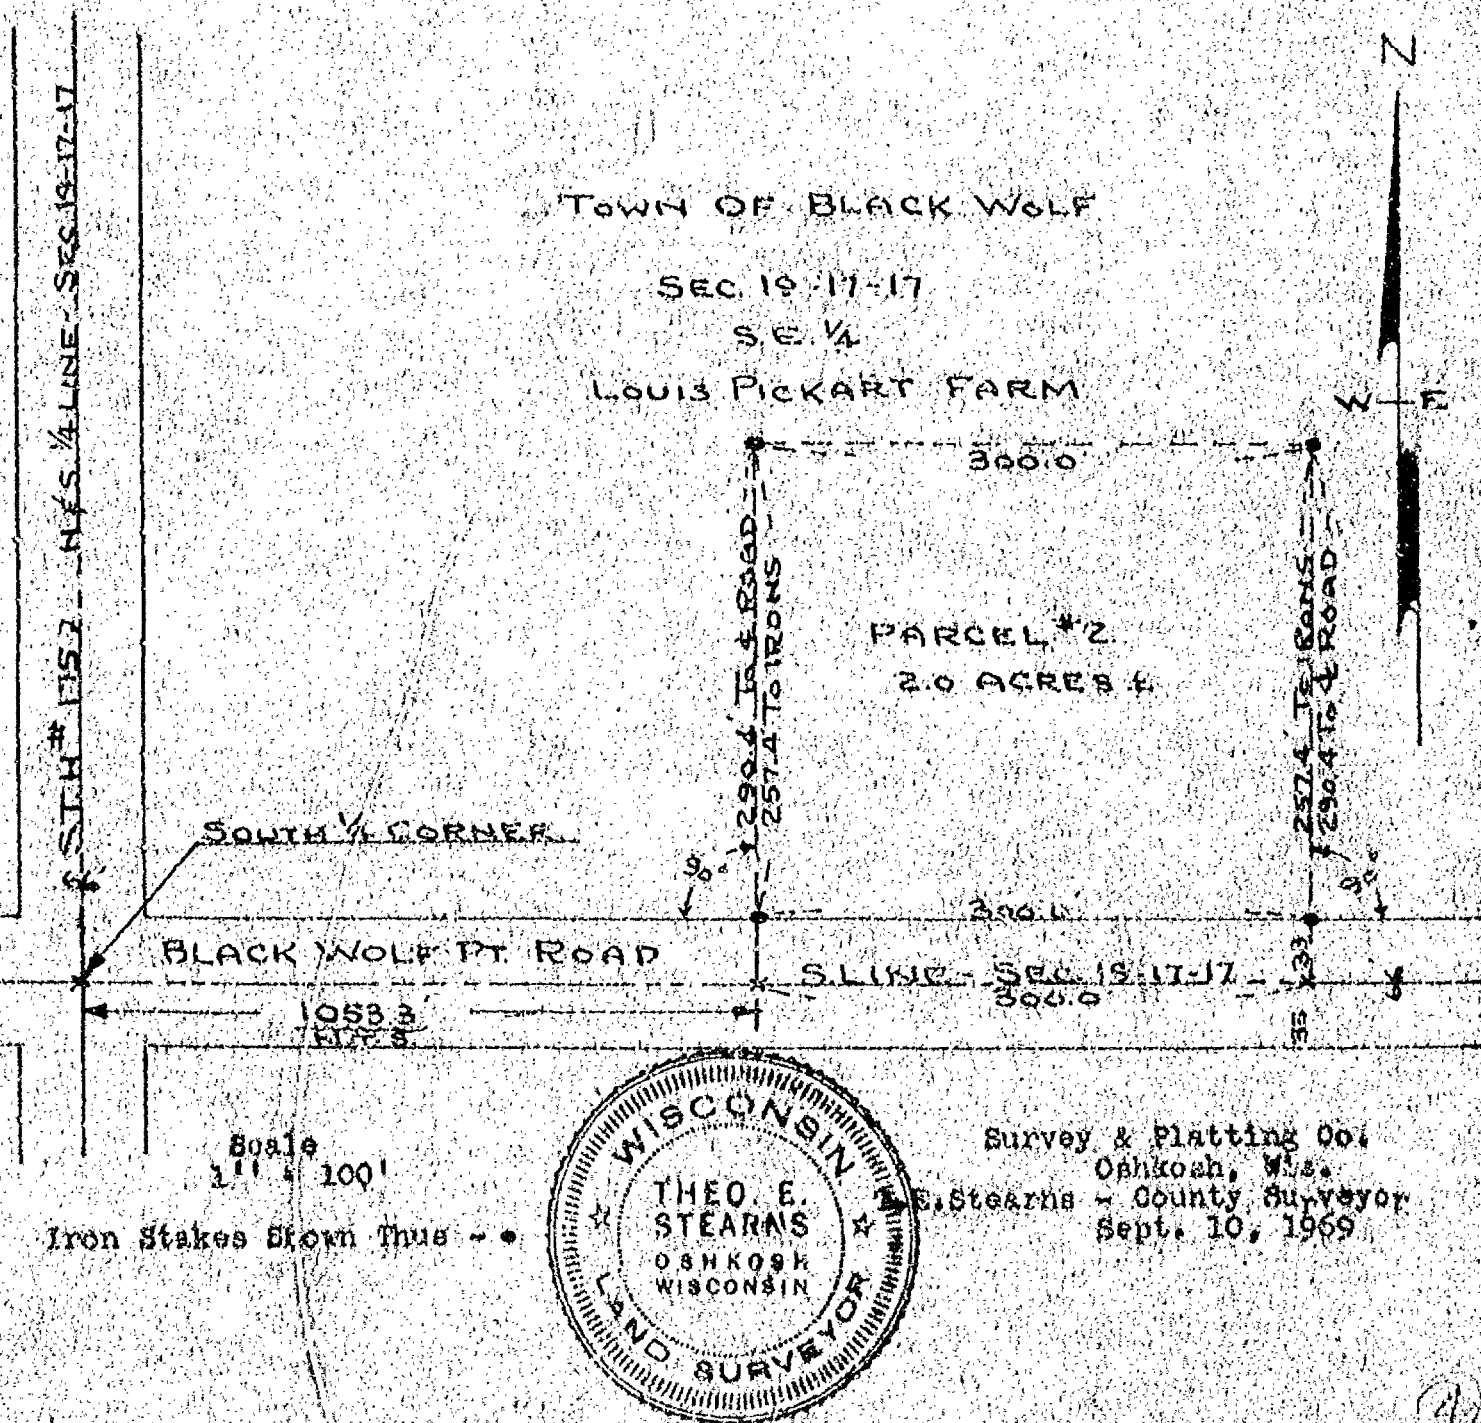 N
W E
TOWN OF BLACK WOLF
SEC. 18-17-17
S.E. 1/4
LOUIS PICKART FARM
S.T.H. # 175? N&S 1/4 LINE - SEC. 18-17-17
300.0'
290.4' TO ℄ ROAD
257.4' TO IRONS
PARCEL #2
2.0 ACRES ±
257.4' TO IRONS
290.4' TO ℄ ROAD
SOUTH 1/4 CORNER
90°
90°
300.0'
BLACK WOLF PT. ROAD
S. LINE - SEC. 18-17-17
33
℄
300.0
1053.3'
N.T.S.
Scale
1" = 100'
Iron Stakes Shown Thus - •
WISCONSIN
THEO. E.
STEARNS
OSHKOSH
WISCONSIN
LAND SURVEYOR
Survey & Platting Co.
Oshkosh, Wis.
E. Stearns - County Surveyor
Sept. 10, 1969